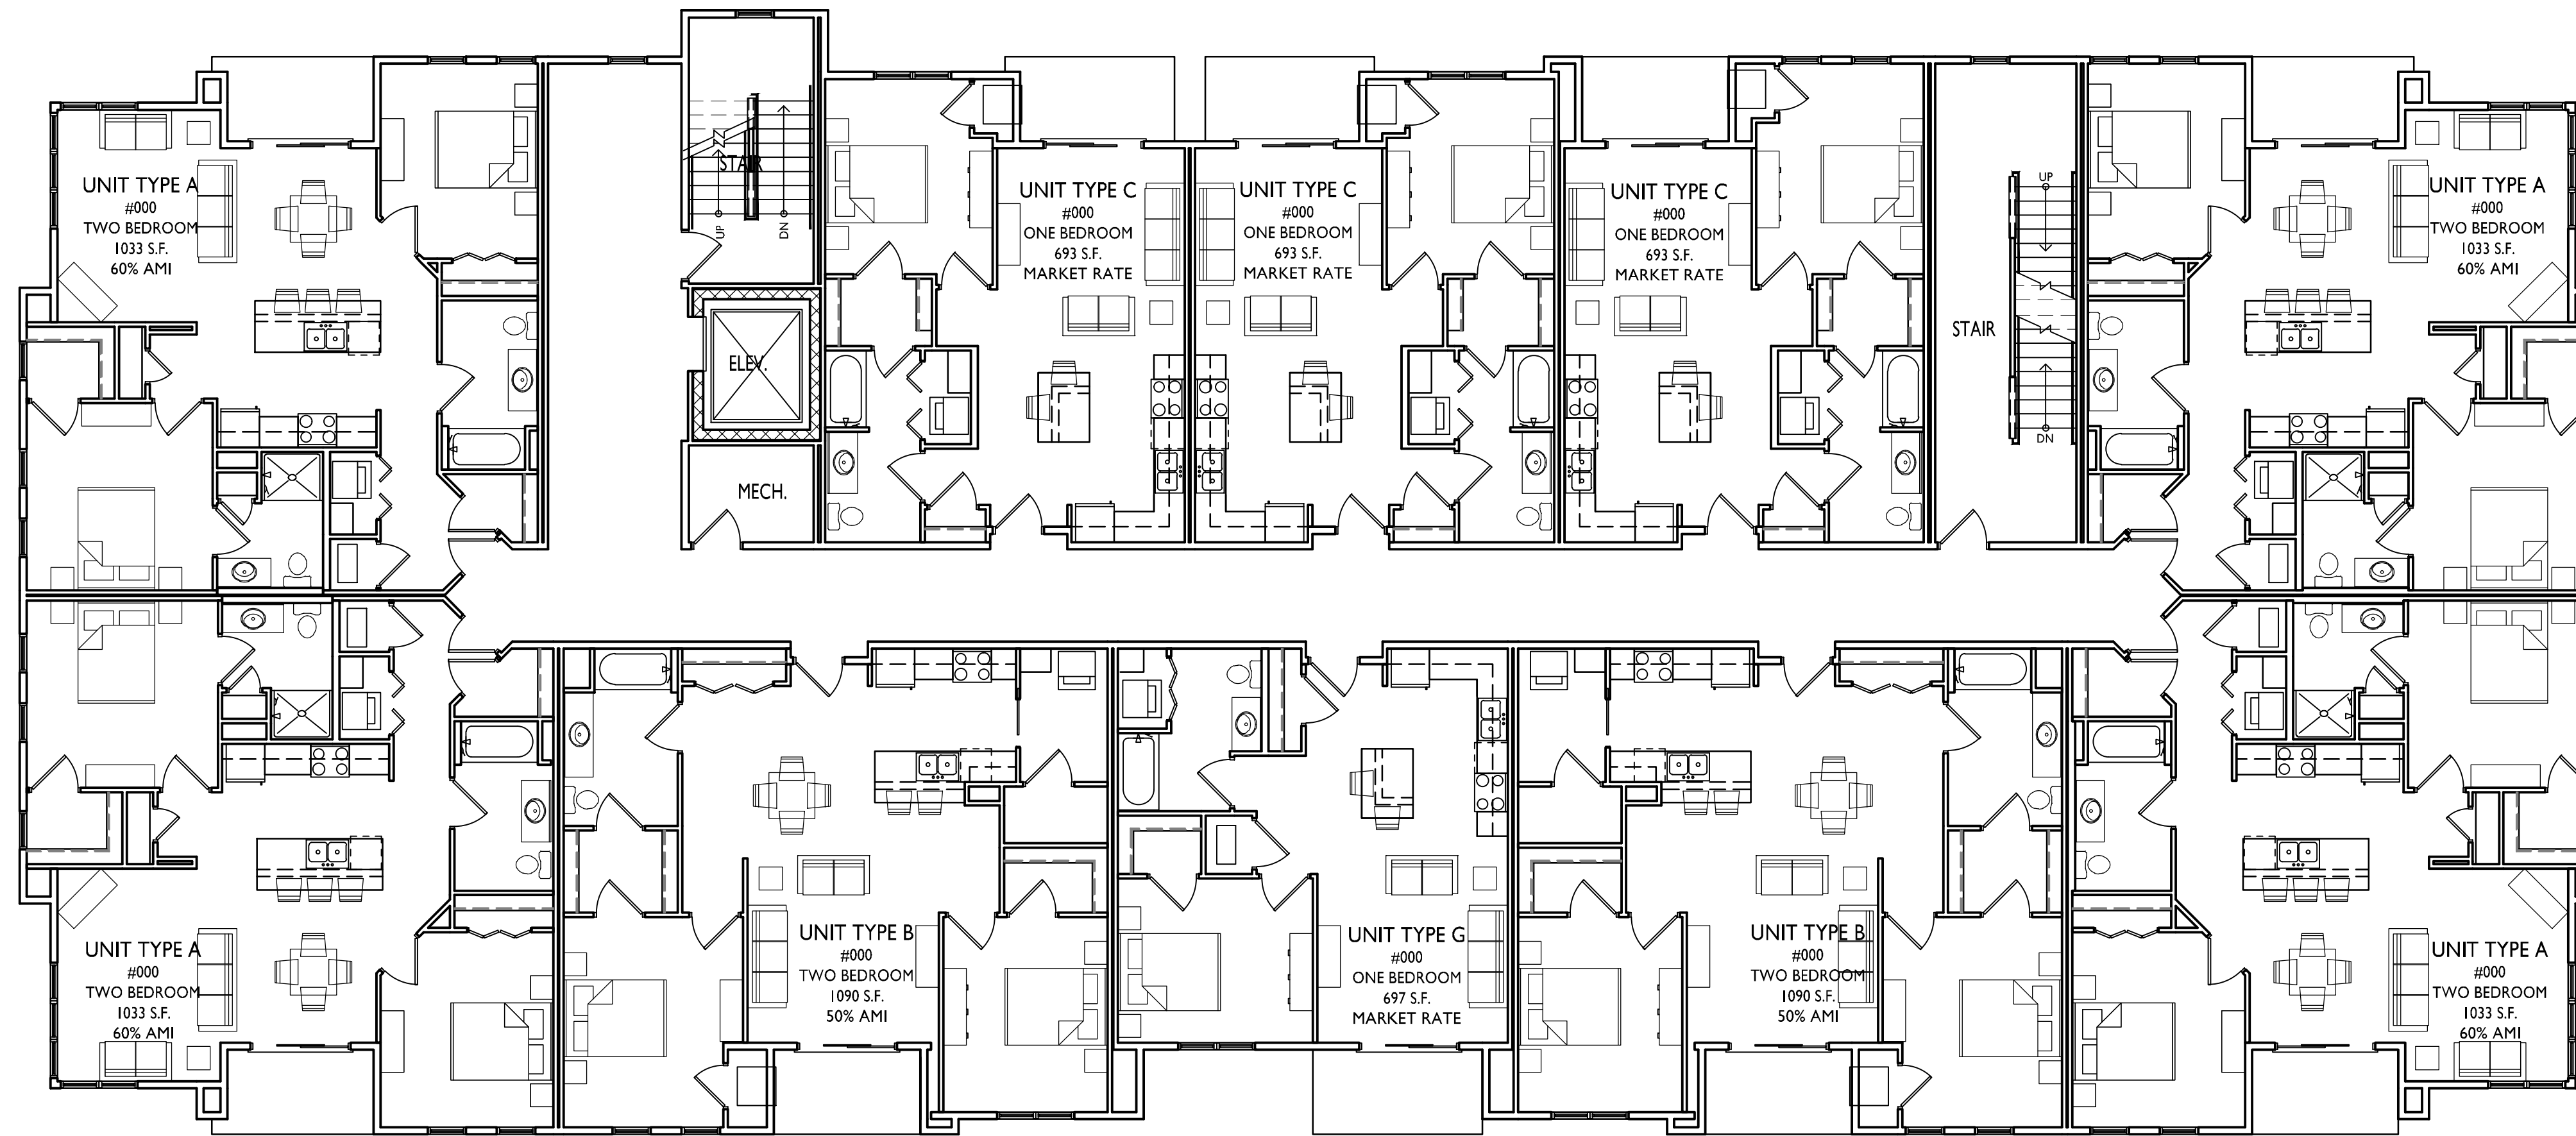 STAIR
UP
DN
UNIT TYPE A
#000
TWO BEDROOM
1033 S.F.
60% AMI
UNIT TYPE C
#000
ONE BEDROOM
693 S.F.
MARKET RATE
UNIT TYPE C
#000
ONE BEDROOM
693 S.F.
MARKET RATE
UNIT TYPE C
#000
ONE BEDROOM
693 S.F.
MARKET RATE
UP
STAIR
DN
UNIT TYPE A
#000
TWO BEDROOM
1033 S.F.
60% AMI
ELEV.
MECH.
UNIT TYPE A
#000
TWO BEDROOM
1033 S.F.
60% AMI
UNIT TYPE B
#000
TWO BEDROOM
1090 S.F.
50% AMI
UNIT TYPE G
#000
ONE BEDROOM
697 S.F.
MARKET RATE
UNIT TYPE B
#000
TWO BEDROOM
1090 S.F.
50% AMI
UNIT TYPE A
#000
TWO BEDROOM
1033 S.F.
60% AMI